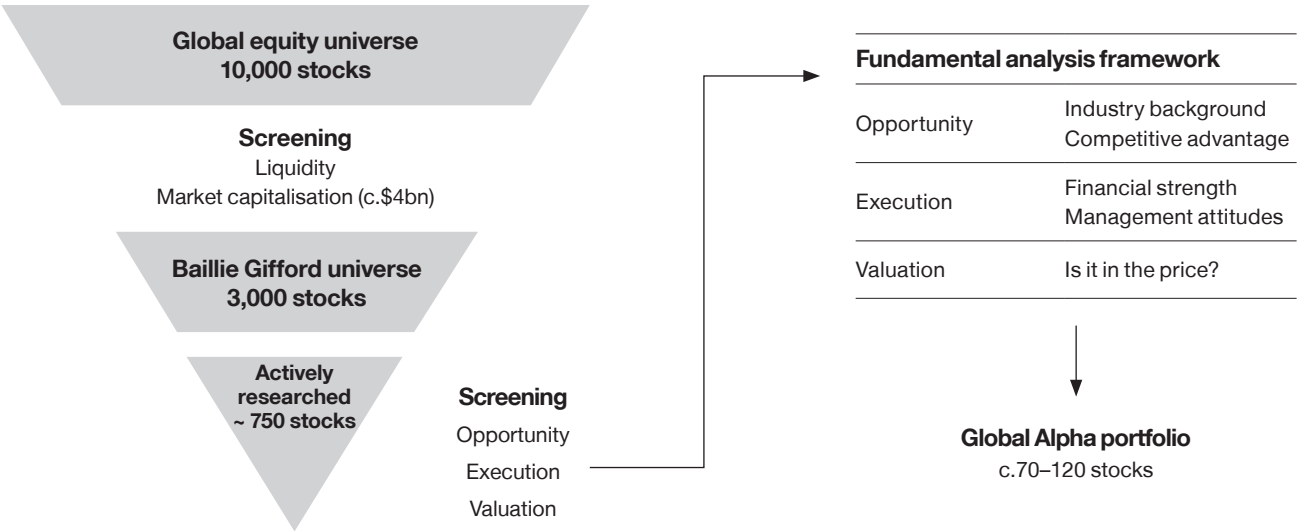 Global equity universe
10,000 stocks
Screening
Liquidity
Market capitalisation (c.$4bn)
Baillie Gifford universe
3,000 stocks
Actively
researched
~ 750 stocks
Screening
Opportunity
Execution
Valuation
Fundamental analysis framework
Opportunity
Industry background
Competitive advantage
Execution
Financial strength
Management attitudes
Valuation
Is it in the price?
Global Alpha portfolio
c.70–120 stocks